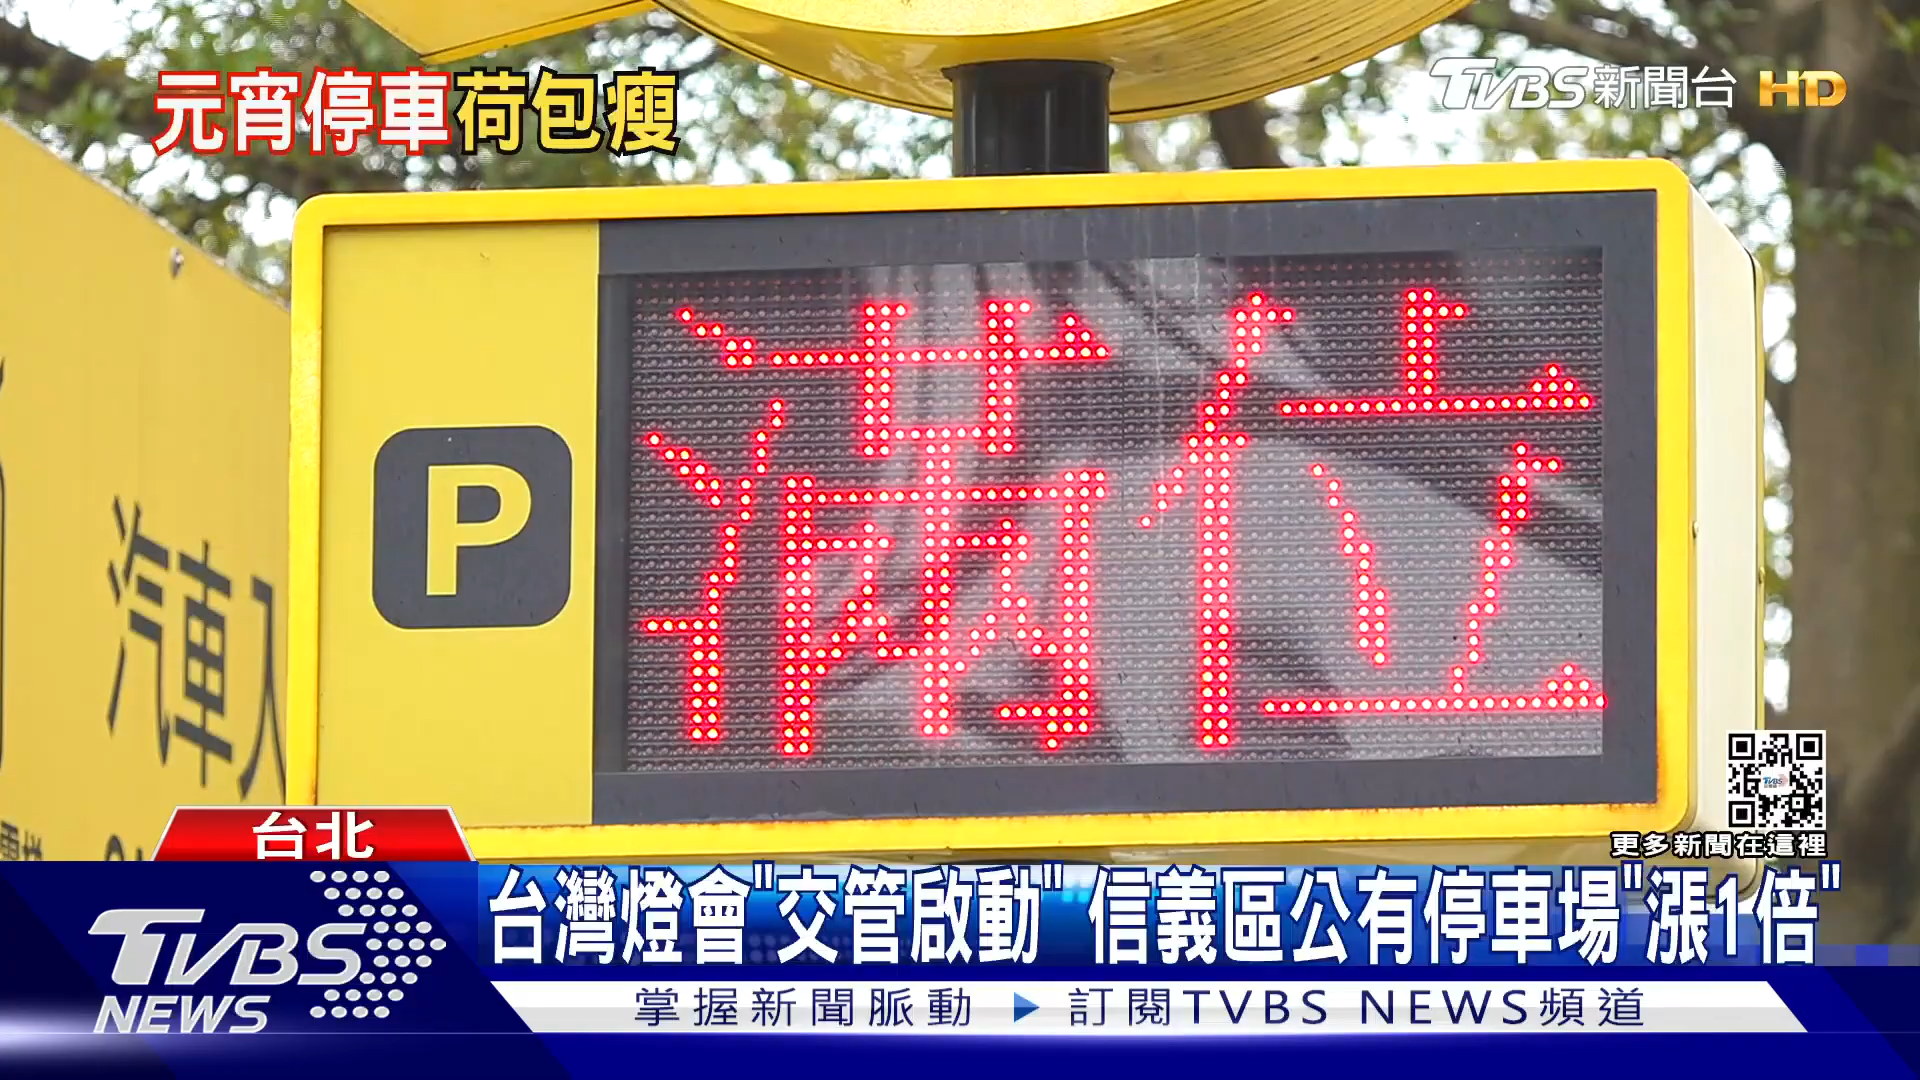 元宵停車荷包瘦
TVBS新聞台 HD
滿位
P
汽車入
更多新聞在這裡
台北
台灣燈會"交管啟動" 信義區公有停車場"漲1倍"
TVBS NEWS
掌握新聞脈動 ▶ 訂閱TVBS NEWS頻道